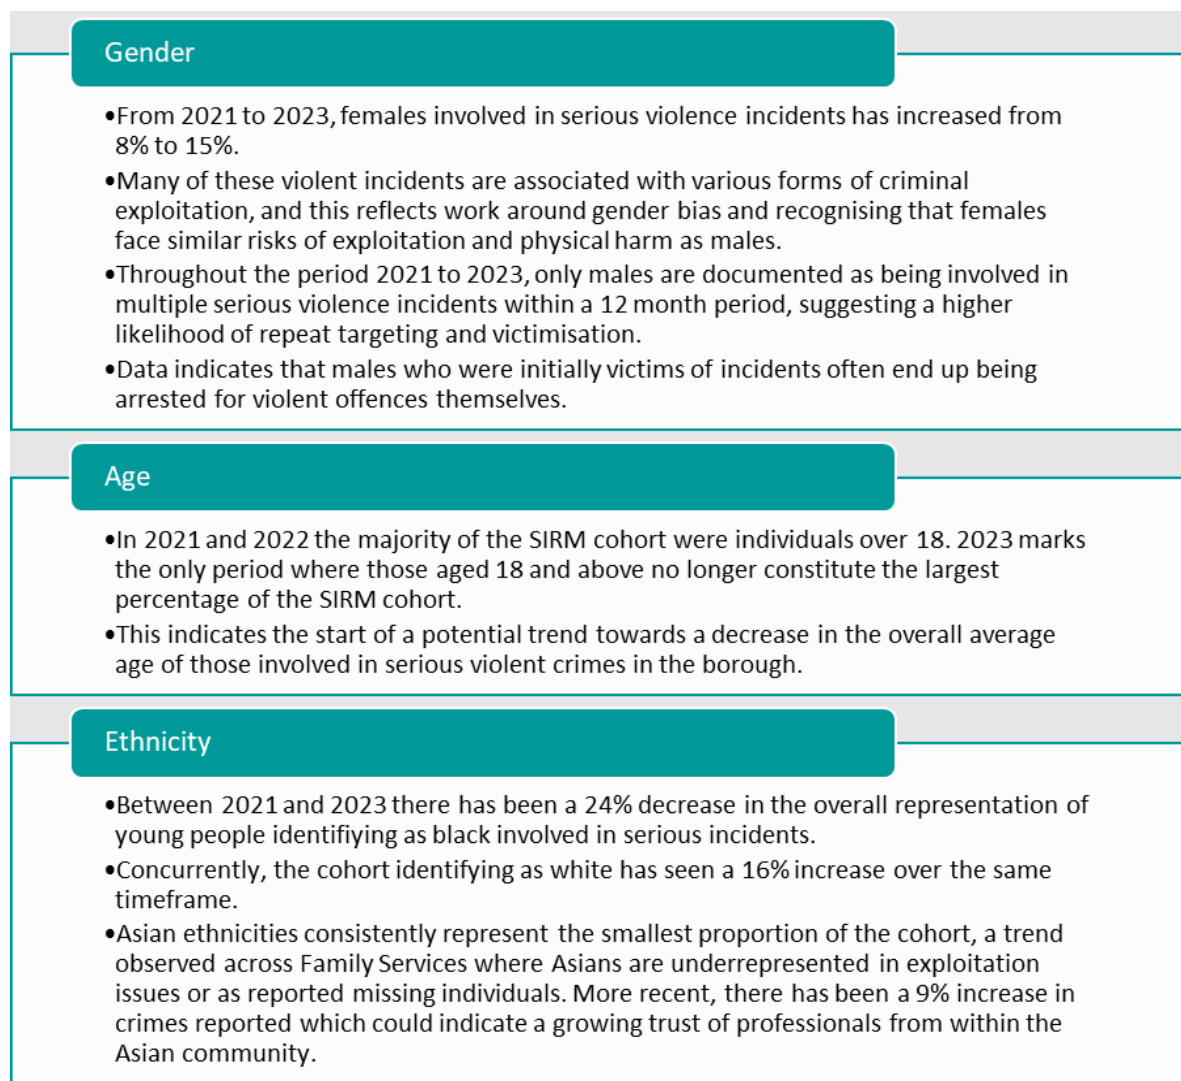 Gender
•From 2021 to 2023, females involved in serious violence incidents has increased from
8% to 15%.
•Many of these violent incidents are associated with various forms of criminal
exploitation, and this reflects work around gender bias and recognising that females
face similar risks of exploitation and physical harm as males.
•Throughout the period 2021 to 2023, only males are documented as being involved in
multiple serious violence incidents within a 12 month period, suggesting a higher
likelihood of repeat targeting and victimisation.
•Data indicates that males who were initially victims of incidents often end up being
arrested for violent offences themselves.
Age
•In 2021 and 2022 the majority of the SIRM cohort were individuals over 18. 2023 marks
the only period where those aged 18 and above no longer constitute the largest
percentage of the SIRM cohort.
•This indicates the start of a potential trend towards a decrease in the overall average
age of those involved in serious violent crimes in the borough.
Ethnicity
•Between 2021 and 2023 there has been a 24% decrease in the overall representation of
young people identifiying as black involved in serious incidents.
•Concurrently, the cohort identifying as white has seen a 16% increase over the same
timeframe.
•Asian ethnicities consistently represent the smallest proportion of the cohort, a trend
observed across Family Services where Asians are underrepresented in exploitation
issues or as reported missing individuals. More recent, there has been a 9% increase in
crimes reported which could indicate a growing trust of professionals from within the
Asian community.